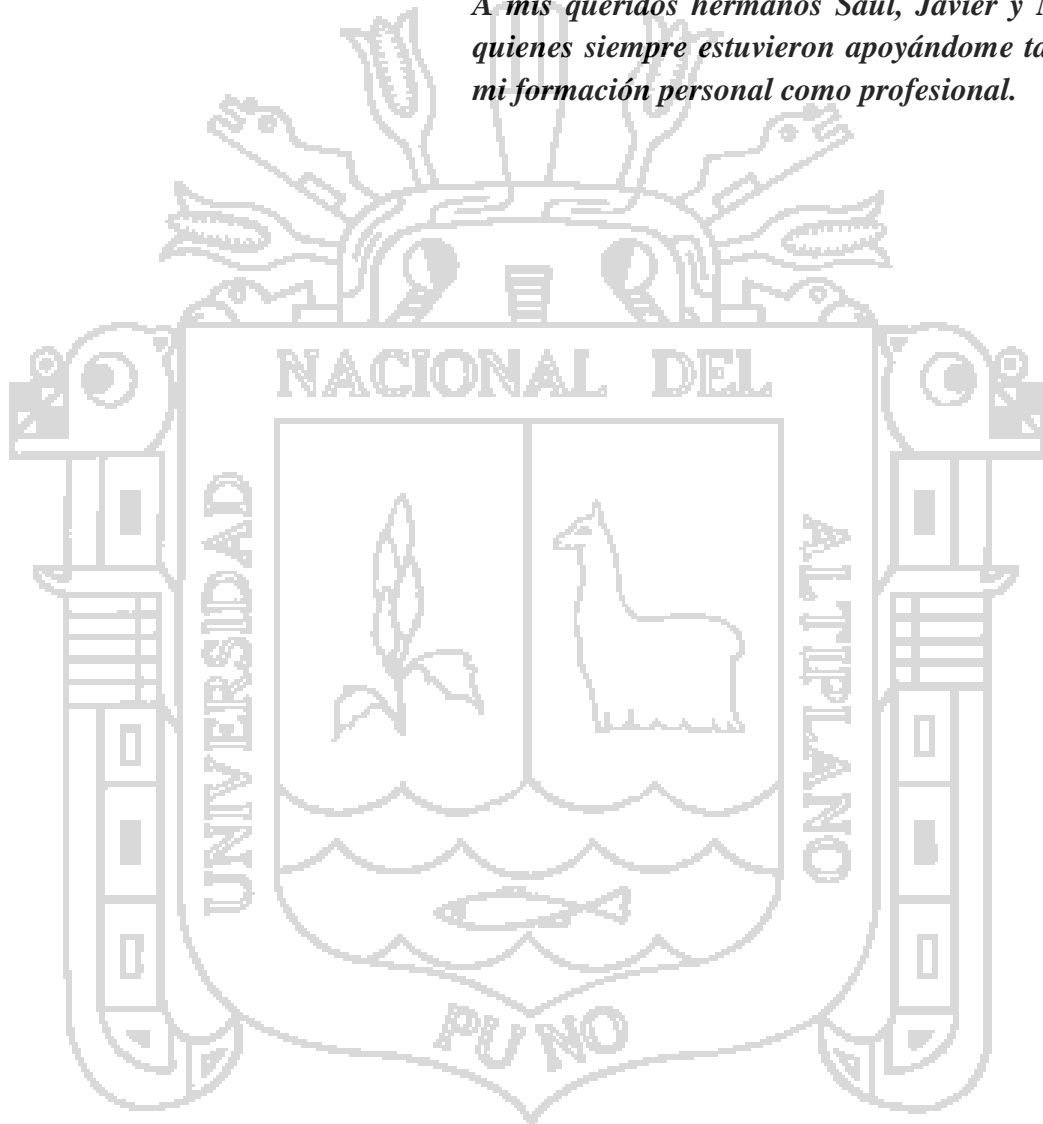 A mis queridos hermanos Saúl, Javier y
quienes siempre estuvieron apoyándome
mi formación personal como profesional.
NACIONAL DEL
UNIVERSIDAD
ALTIPLANO
PUNO